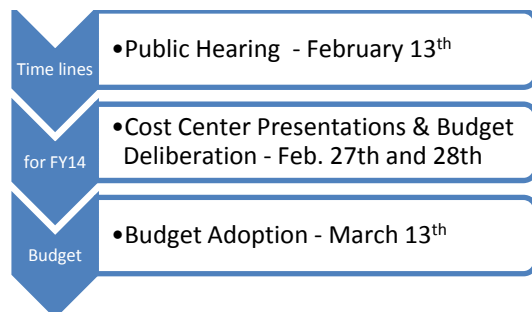 Time lines
•Public Hearing - February 13th
for FY14
•Cost Center Presentations & Budget
Deliberation - Feb. 27th and 28th
Budget
•Budget Adoption - March 13th